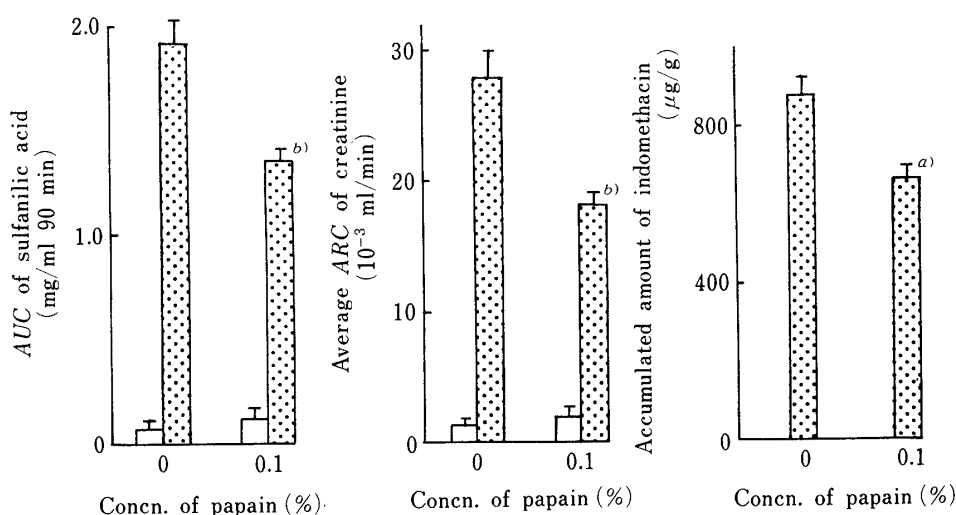 AUC of sulfanilic acid
(mg/ml 90 min)
2.0
1.0
0
b)
0
0.1
Concn. of papain (%).
Average ARC of creatinine
(10⁻³ ml/min)
30
20
10
0
b)
0
0.1
Concn. of papain (%)
Accumulated amount of indomethacin
(μg/g)
800
400
0
a)
0
0.1
Concn. of papain (%)